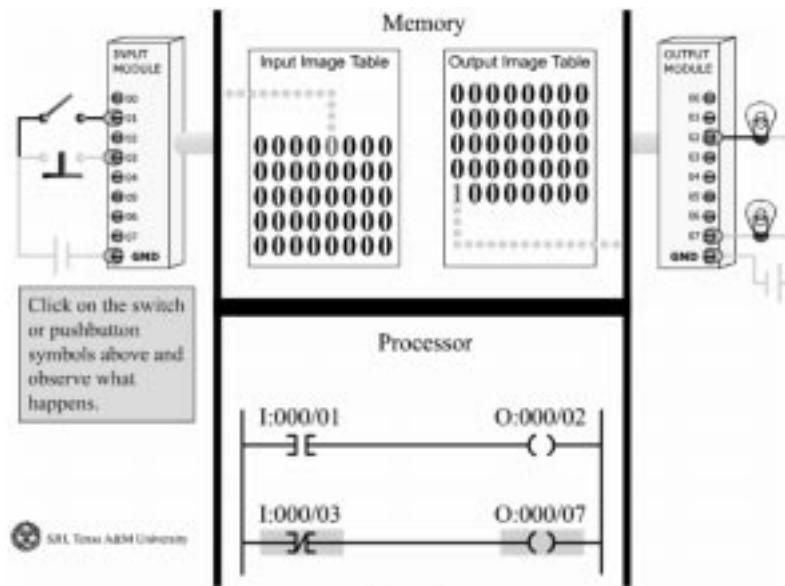 Memory
INPUT
MODULE
00
01
02
03
04
05
06
07
GND
Input Image Table
00000000
00000000
00000000
00000000
00000000
Output Image Table
00000000
00000000
00000000
00000000
00000000
10000000
OUTPUT
MODULE
00
01
02
03
04
05
06
07
GND
Click on the switch
or pushbutton
symbols above and
observe what
happens.
Processor
I:000/01
O:000/02
I:000/03
O:000/07
Texas A&M University